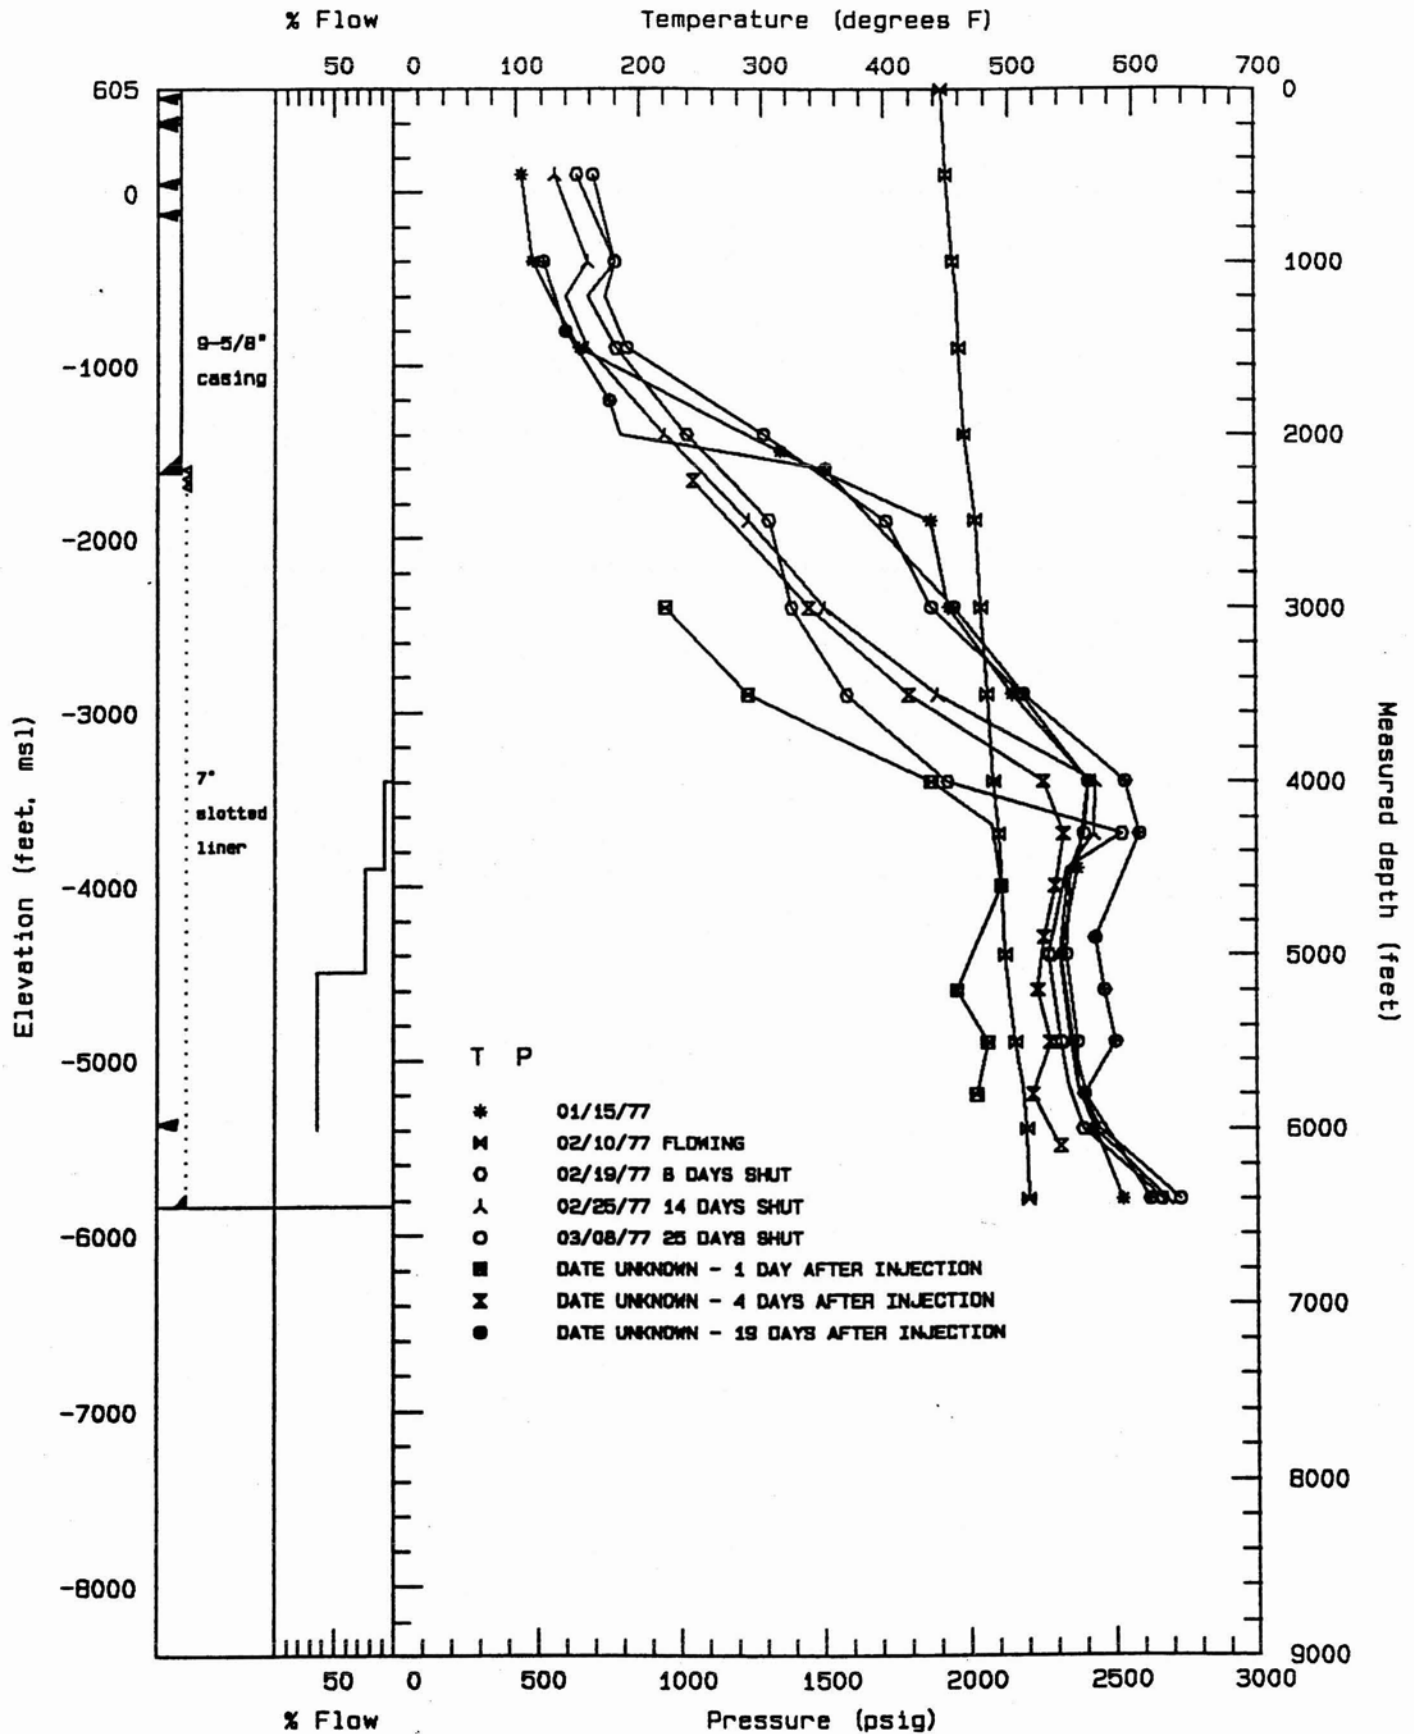 % Flow
Temperature (degrees F)
50
0
100
200
300
400
500
600
700
605
0
-1000
-2000
-3000
-4000
-5000
-6000
-7000
-8000
Elevation (feet, msl)
9-5/8"
casing
7"
slotted
liner
0
1000
2000
3000
4000
5000
6000
7000
8000
9000
Measured depth (feet)
T P
01/15/77
02/10/77 FLOWING
02/19/77 8 DAYS SHUT
02/25/77 14 DAYS SHUT
03/08/77 25 DAYS SHUT
DATE UNKNOWN - 1 DAY AFTER INJECTION
DATE UNKNOWN - 4 DAYS AFTER INJECTION
DATE UNKNOWN - 19 DAYS AFTER INJECTION
50
0
500
1000
1500
2000
2500
3000
% Flow
Pressure (psig)